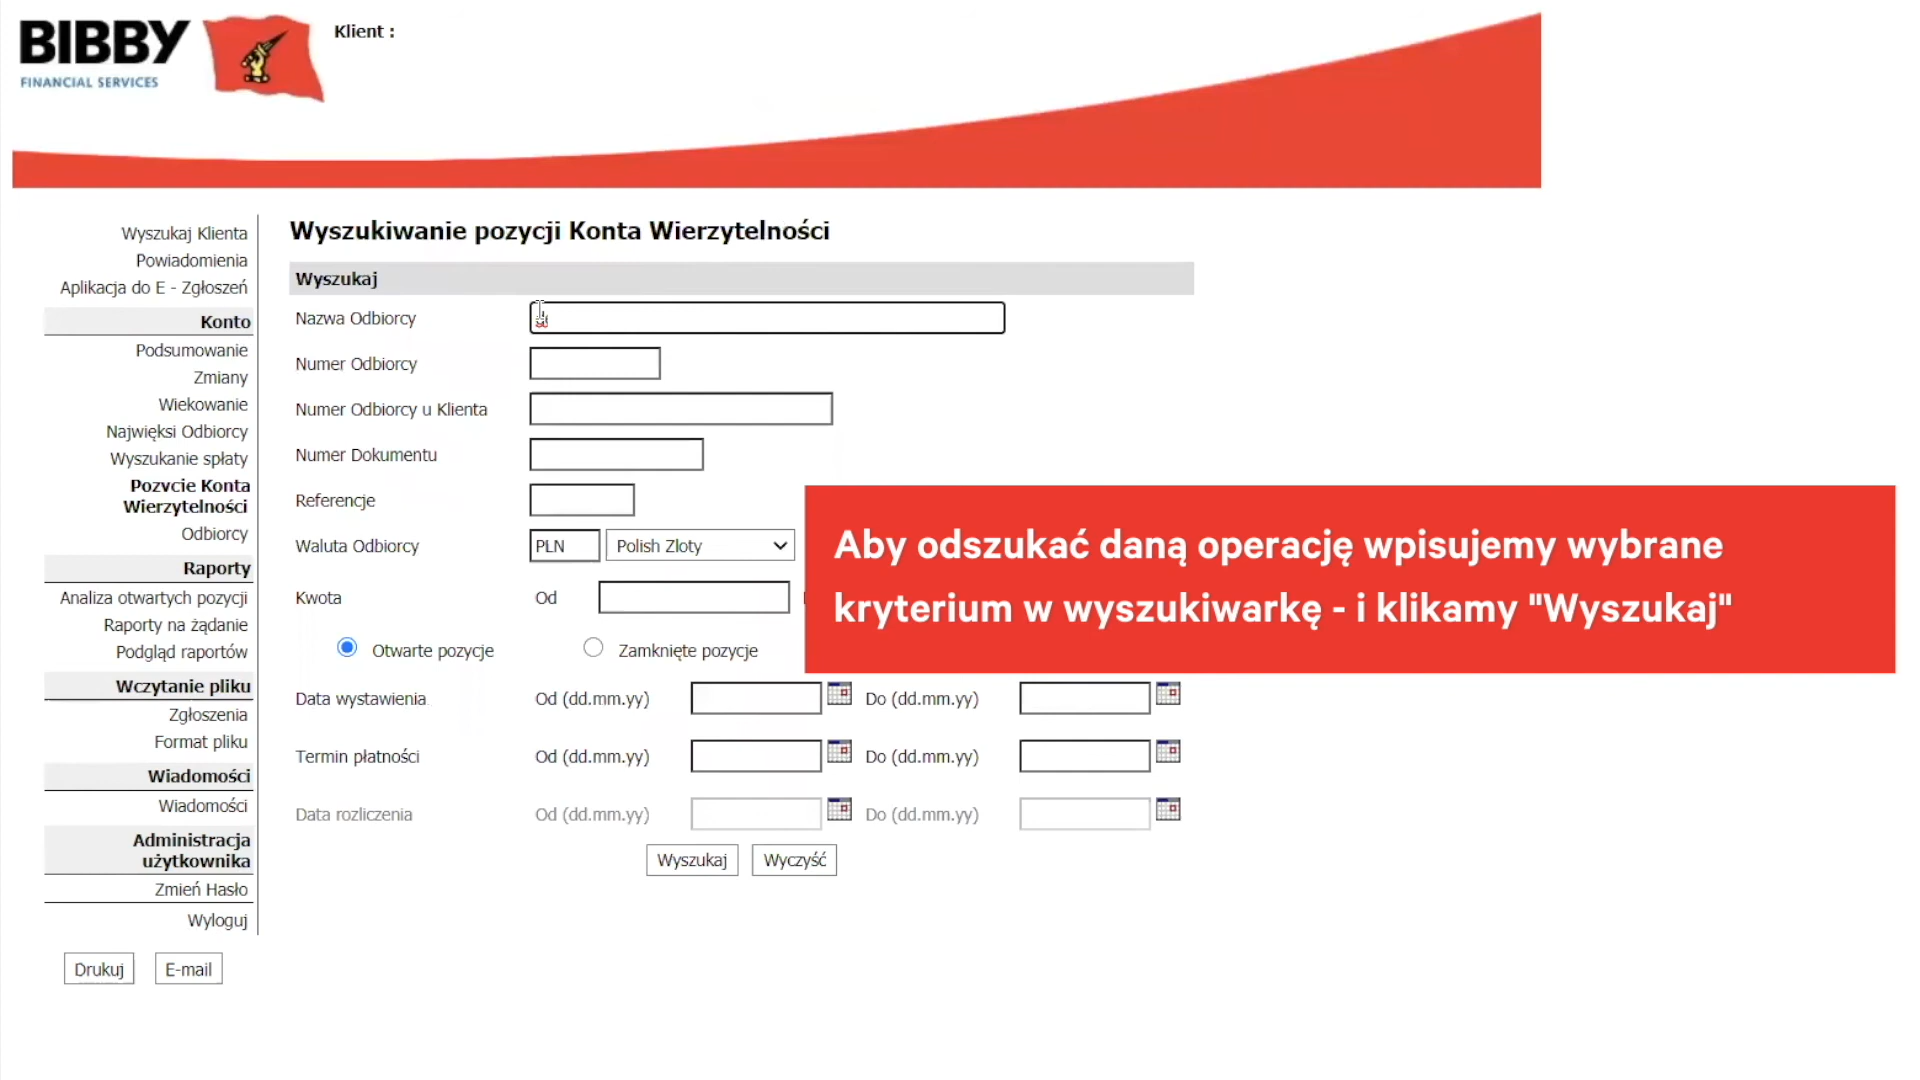 BIBBY
FINANCIAL SERVICES
Klient :
Wyszukaj Klienta
Powiadomienia
Aplikacja do E - Zgłoszeń
Konto
Podsumowanie
Zmiany
Wiekowanie
Najwięksi Odbiorcy
Wyszukanie spłaty
Pozycje Konta
Wierzytelności
Odbiorcy
Raporty
Analiza otwartych pozycji
Raporty na żądanie
Podgląd raportów
Wczytanie pliku
Zgłoszenia
Format pliku
Wiadomości
Wiadomości
Administracja
użytkownika
Zmień Hasło
Wyloguj
Drukuj E-mail
Wyszukiwanie pozycji Konta Wierzytelności
Wyszukaj
Nazwa Odbiorcy
Numer Odbiorcy
Numer Odbiorcy u Klienta
Numer Dokumentu
Referencje
Waluta Odbiorcy PLN Polish Zloty
Kwota Od
Otwarte pozycje Zamknięte pozycje
Data wystawienia Od (dd.mm.yy) Do (dd.mm.yy)
Termin płatności Od (dd.mm.yy) Do (dd.mm.yy)
Data rozliczenia Od (dd.mm.yy) Do (dd.mm.yy)
Wyszukaj Wyczyść
Aby odszukać daną operację wpisujemy wybrane
kryterium w wyszukiwarkę - i klikamy "Wyszukaj"